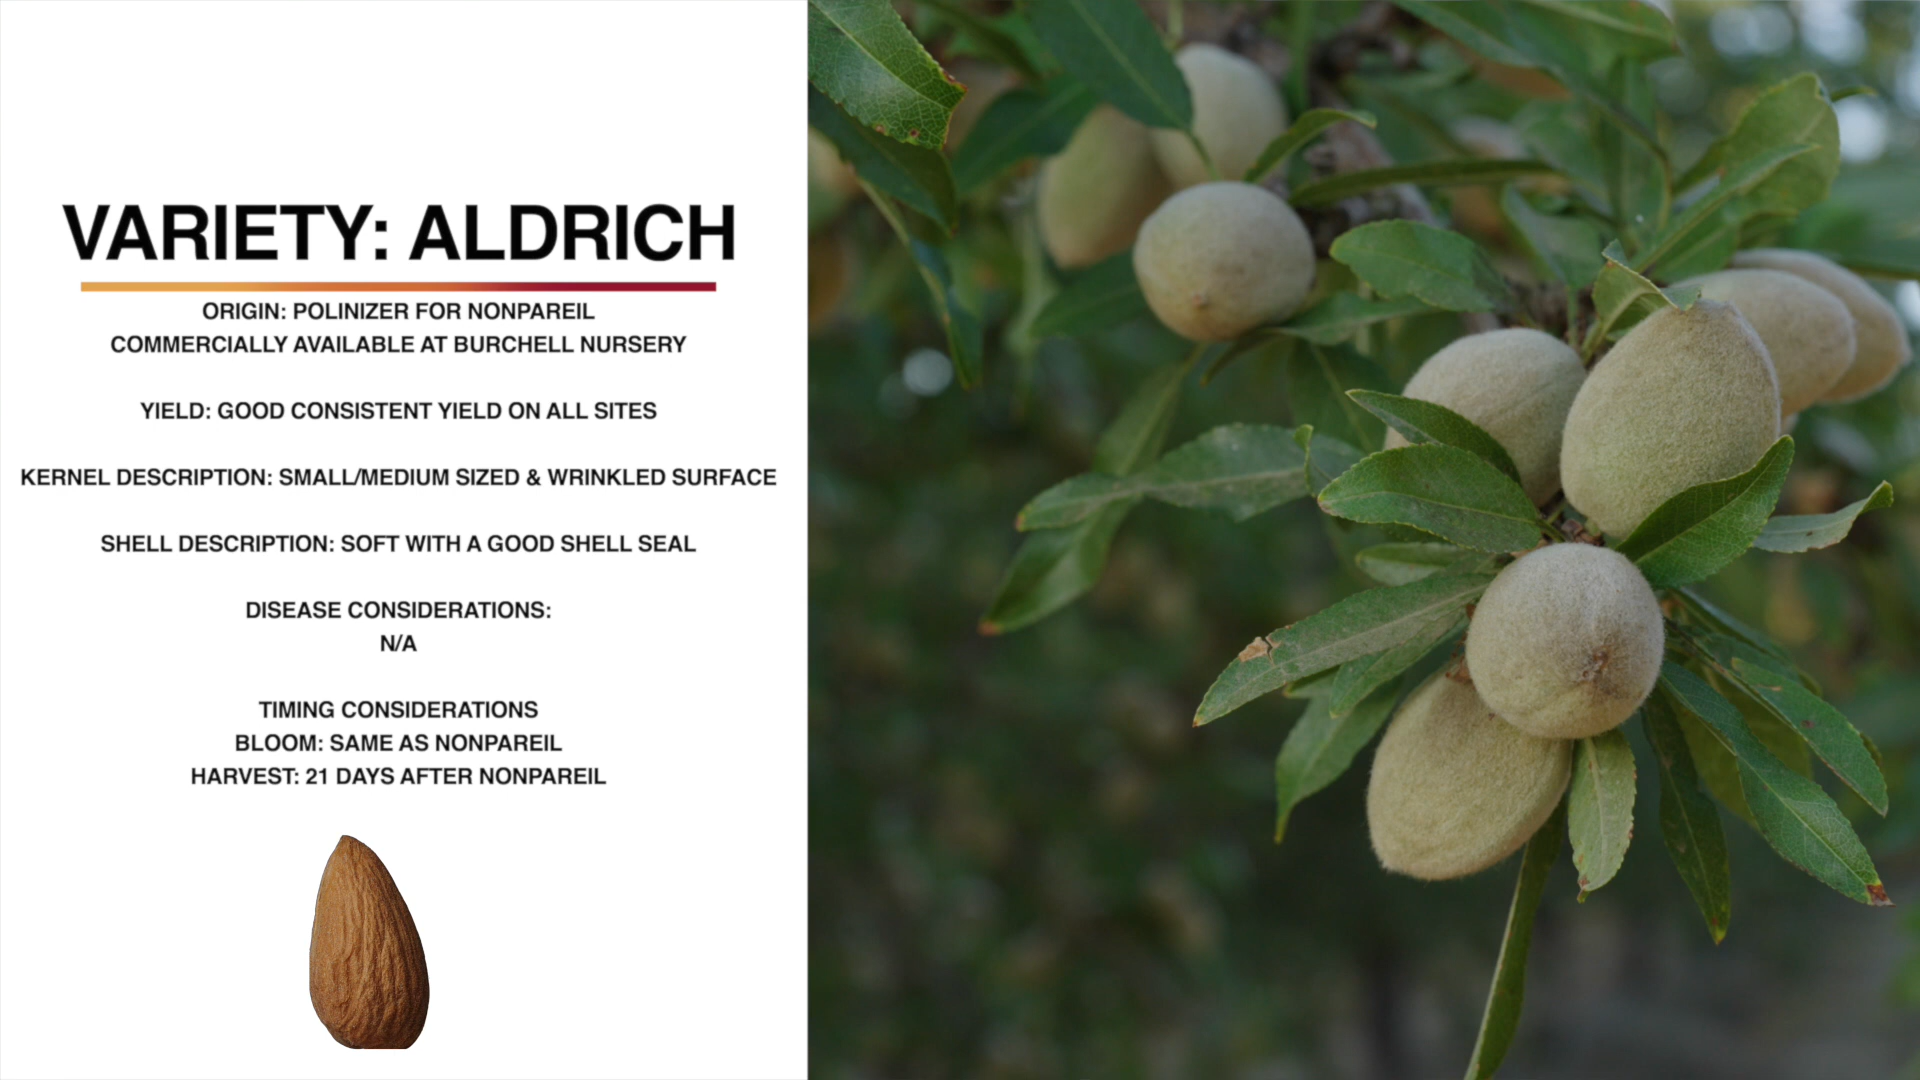 VARIETY: ALDRICH
ORIGIN: POLINIZER FOR NONPAREIL
COMMERCIALLY AVAILABLE AT BURCHELL NURSERY
YIELD: GOOD CONSISTENT YIELD ON ALL SITES
KERNEL DESCRIPTION: SMALL/MEDIUM SIZED & WRINKLED SURFACE
SHELL DESCRIPTION: SOFT WITH A GOOD SHELL SEAL
DISEASE CONSIDERATIONS:
N/A
TIMING CONSIDERATIONS
BLOOM: SAME AS NONPAREIL
HARVEST: 21 DAYS AFTER NONPAREIL